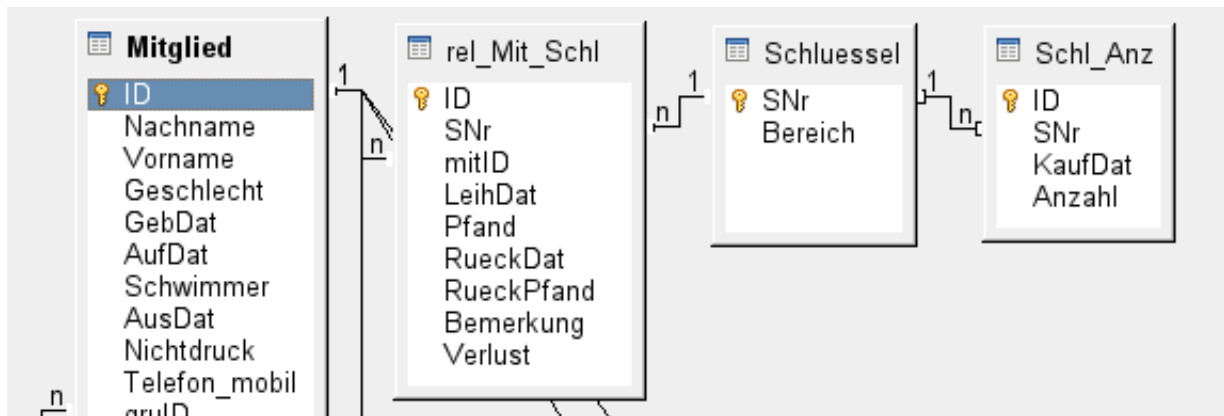 Mitglied
ID
Nachname
Vorname
Geschlecht
GebDat
AufDat
Schwimmer
AusDat
Nichtdruck
Telefon_mobil
gruID
n
1
n
rel_Mit_Schl
ID
SNr
mitID
LeihDat
Pfand
RueckDat
RueckPfand
Bemerkung
Verlust
n
1
Schluessel
SNr
Bereich
1
n
Schl_Anz
ID
SNr
KaufDat
Anzahl